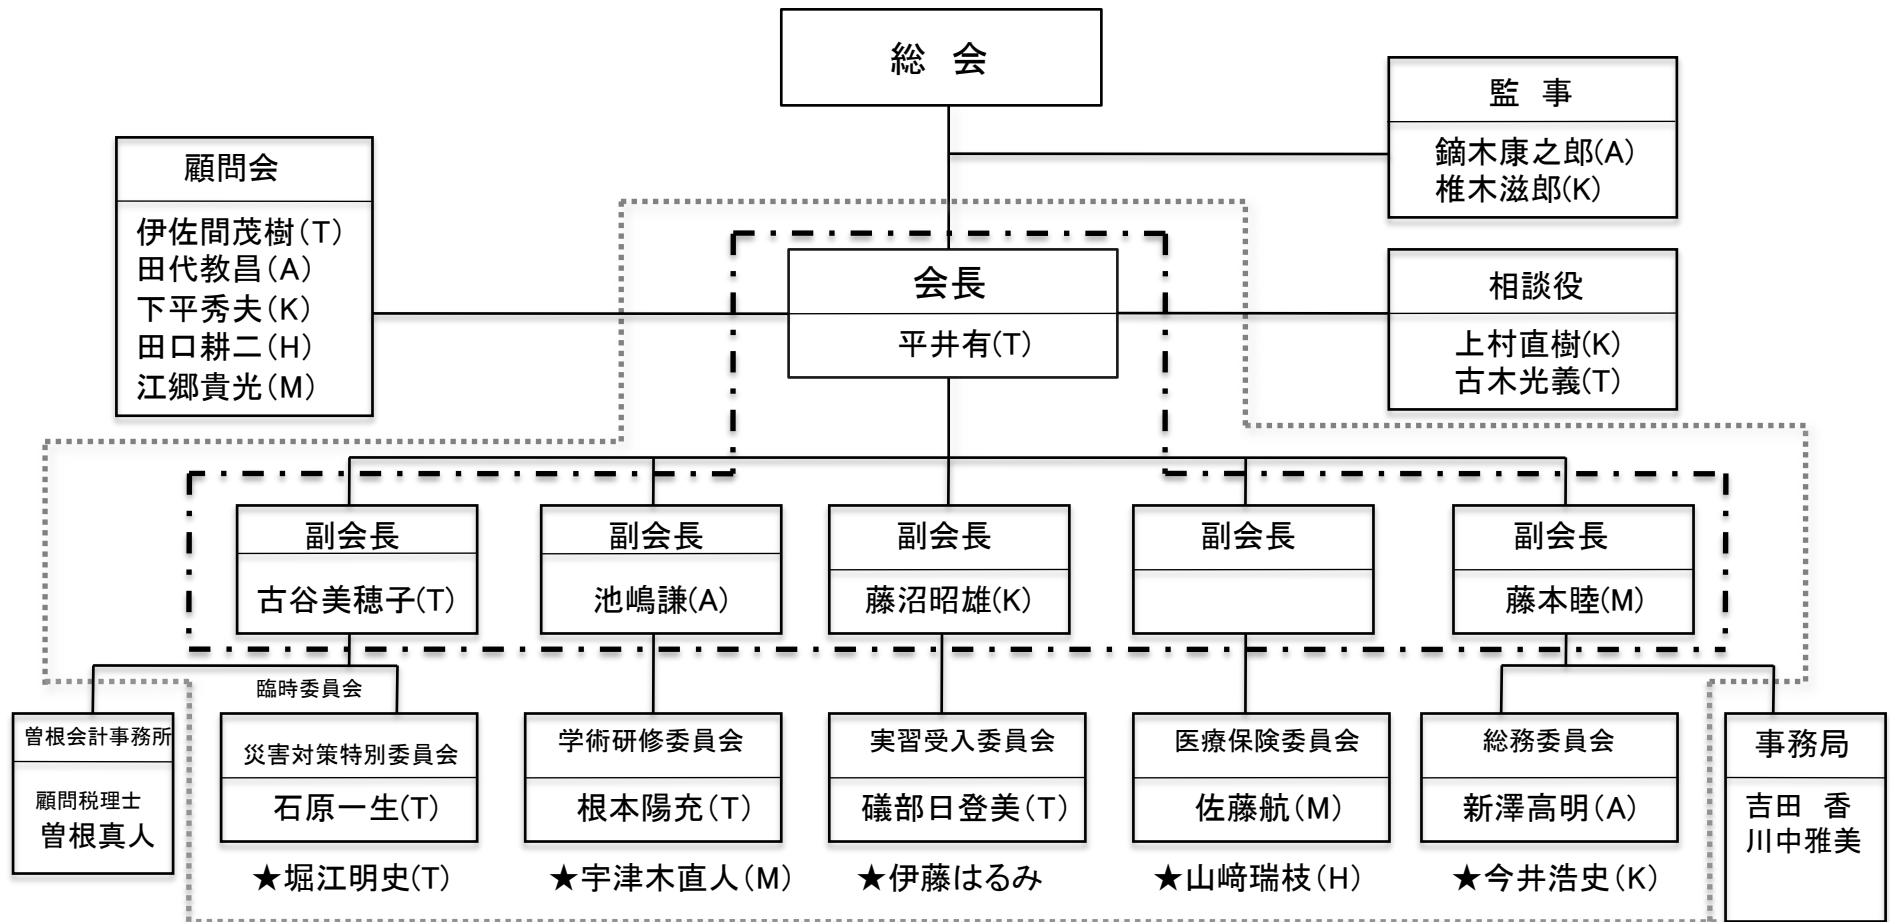 総　会
監　事
鏑木康之郎(A)
椎木滋郎(K)
顧問会
伊佐間茂樹(T)
田代教昌(A)
下平秀夫(K)
田口耕二(H)
江郷貴光(M)
会長
平井有(T)
相談役
上村直樹(K)
古木光義(T)
副会長
古谷美穂子(T)
副会長
池嶋謙(A)
副会長
藤沼昭雄(K)
副会長
副会長
藤本睦(M)
臨時委員会
曽根会計事務所
顧問税理士
曽根真人
災害対策特別委員会
石原一生(T)
★堀江明史(T)
学術研修委員会
根本陽充(T)
★宇津木直人(M)
実習受入委員会
礒部日登美(T)
★伊藤はるみ
医療保険委員会
佐藤航(M)
★山﨑瑞枝(H)
総務委員会
新澤高明(A)
★今井浩史(K)
事務局
吉田　香
川中雅美